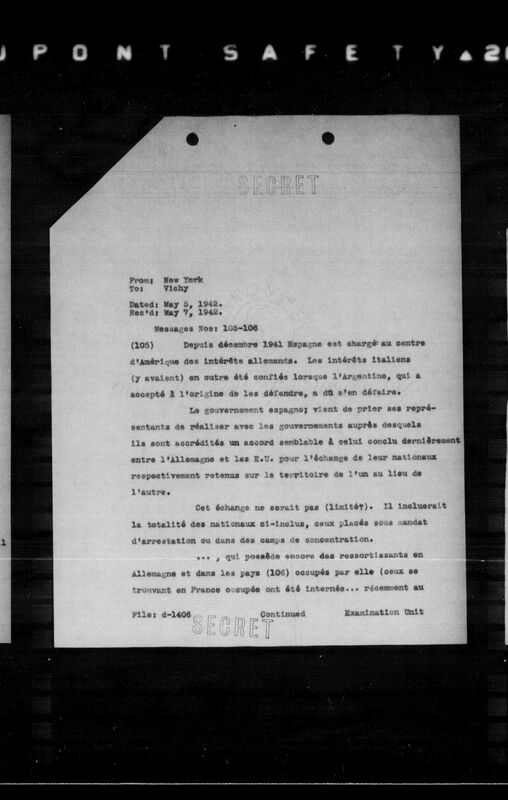 U PONT SAFETY▲2
SECRET
From: New York
To: Vichy
Dated: May 5, 1942.
Rec'd: May 7, 1942.
Messages Nos: 105-106
(105) Depuis décembre 1941 Espagne est chargé au centre
d'Amérique des intérêts allemands. Les intérêts italiens
(y avaient) en outre été confiés lorsque l'Argentine, qui a
accepté à l'origine de les défendre, a dû s'en défaire.
Le gouvernement espagno; vient de prier ses repré-
sentants de réaliser avec les gouvernements auprès desquels
ils sont accrédités un accord semblable à celui conclu dernièrement
entre l'Allemagne et les E.U. pour l'échange de leur nationaux
respectivement retenus sur le territoire de l'un au lieu de
l'autre.
Cet échange ne serait pas (limité?). Il incluerait
la totalité des nationaux ci-inclus, ceux placés sous mandat
d'arrestation ou dans des camps de concentration.
... , qui possède encore des ressortissants en
Allemagne et dans les pays (106) occupés par elle (ceux se
trouvant en France occupée ont été internés... récemment au
File: d-1406 Continued Examination Unit
SECRET